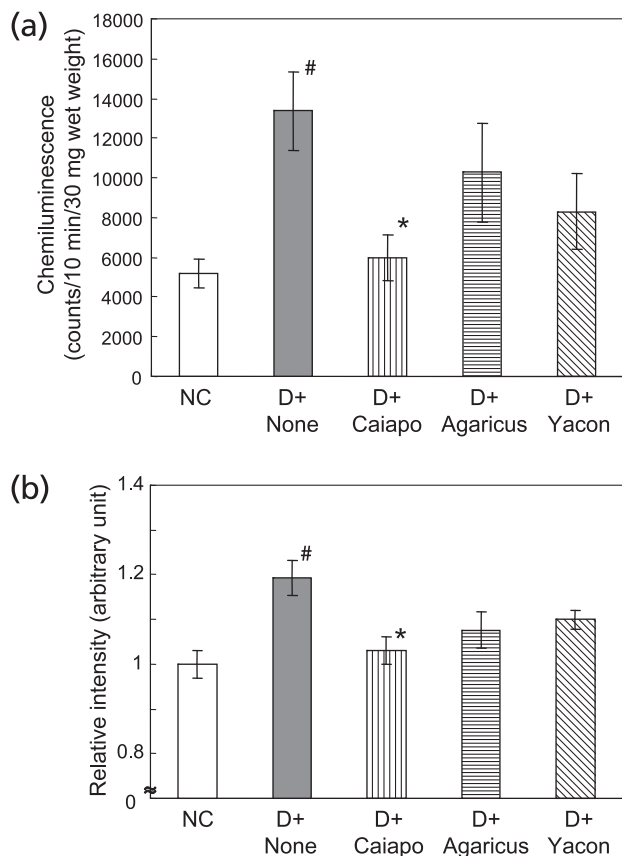 (a)
Chemiluminescence
(counts/10 min/30 mg wet weight)
18000
16000
14000
12000
10000
8000
6000
4000
2000
0
#
*
NC
D+
None
D+
Caiapo
D+
Agaricus
D+
Yacon
(b)
Relative intensity (arbitrary unit)
1.4
1.2
1
0.8
0
≈
#
*
NC
D+
None
D+
Caiapo
D+
Agaricus
D+
Yacon